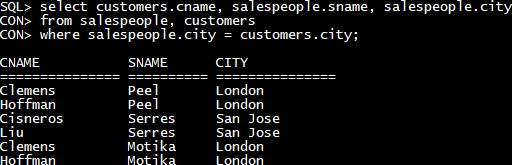 SQL> select customers.cname, salespeople.sname, salespeople.city
CON> from salespeople, customers
CON> where salespeople.city = customers.city;
CNAME SNAME CITY
=============== ========== ===============
Clemens Peel London
Hoffman Peel London
Cisneros Serres San Jose
Liu Serres San Jose
Clemens Motika London
Hoffman Motika London